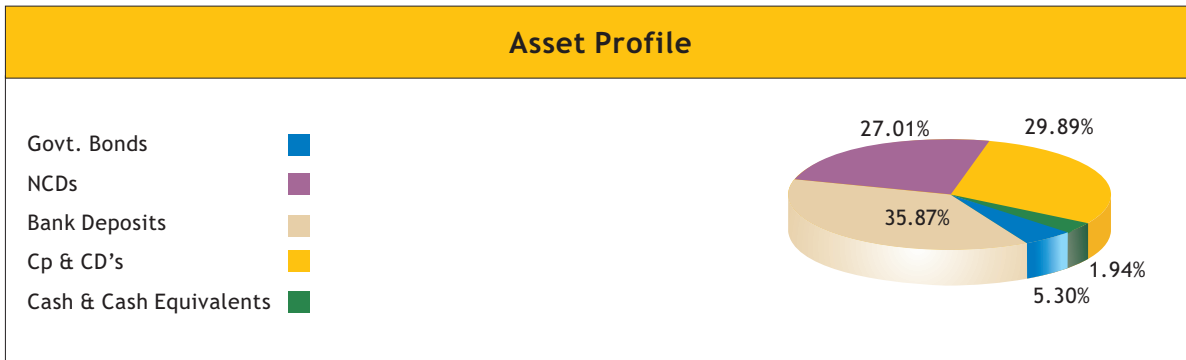 Asset Profile
Govt. Bonds
NCDs
Bank Deposits
Cp & CD’s
Cash & Cash Equivalents
27.01%
29.89%
35.87%
1.94%
5.30%